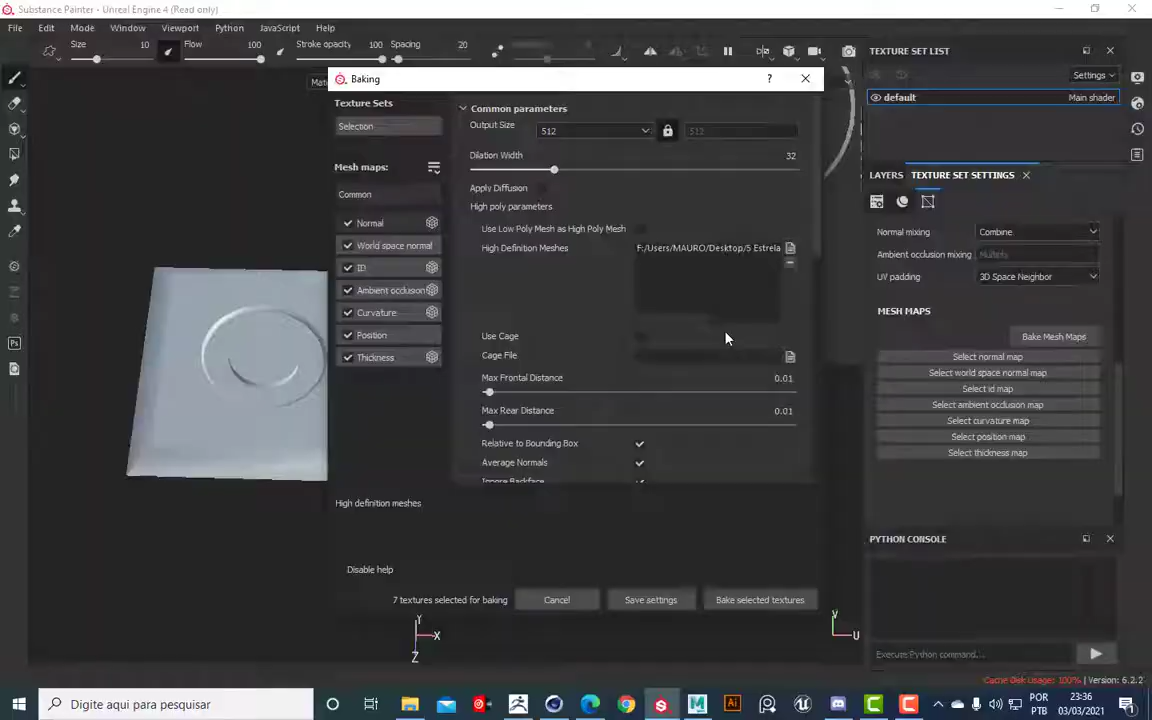 Substance Painter - Unreal Engine 4 (Read only)
File Edit Mode Window Viewport Python JavaScript Help
Size 10 Flow 100 Stroke opacity 100 Spacing 20
TEXTURE SET LIST
Baking ?
Settings
default Main shader
Texture Sets
Selection
Mesh maps:
Common
Normal
World space normal
ID
Ambient occlusion
Curvature
Position
Thickness
Common parameters
Output Size 512 512
Dilation Width 32
Apply Diffusion
High poly parameters
Use Low Poly Mesh as High Poly Mesh
High Definition Meshes F:/Users/MAURO/Desktop/5 Estrela
Use Cage
Cage File
Max Frontal Distance 0.01
Max Rear Distance 0.01
Relative to Bounding Box
Average Normals
Ignore Backface
High definition meshes
Disable help
7 textures selected for baking Cancel Save settings Bake selected textures
LAYERS TEXTURE SET SETTINGS
Normal mixing Combine
Ambient occlusion mixing Multiply
UV padding 3D Space Neighbor
MESH MAPS
Bake Mesh Maps
Select normal map
Select world space normal map
Select id map
Select ambient occlusion map
Select curvature map
Select position map
Select thickness map
PYTHON CONSOLE
Execute Python command...
Y
X
Z
V
U
Cache Disk Usage: 100% | Version: 6.2.2
Digite aqui para pesquisar
POR
PTB
23:36
03/03/2021